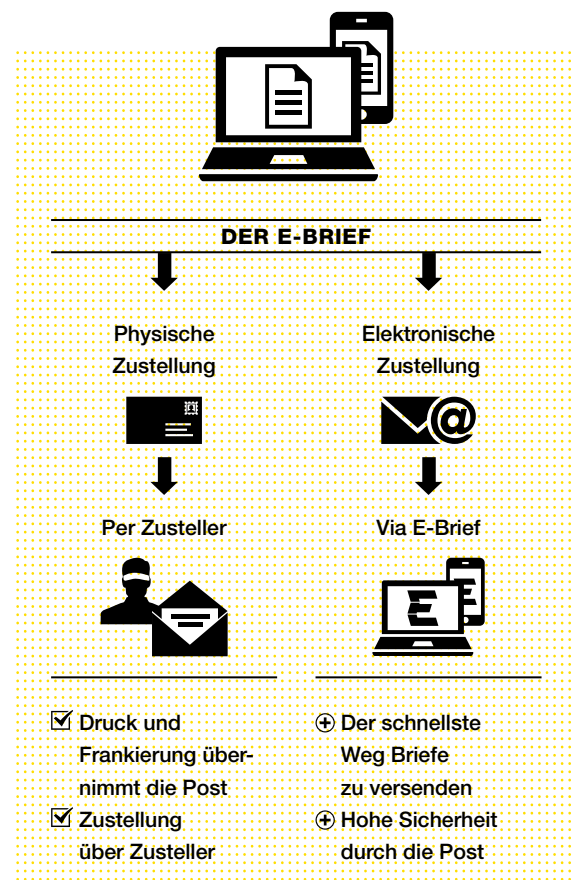 DER E-BRIEF
Physische
Zustellung
Per Zusteller
Druck und
Frankierung über-
nimmt die Post
Zustellung
über Zusteller
Elektronische
Zustellung
@
Via E-Brief
E
E
Der schnellste
Weg Briefe
zu versenden
Hohe Sicherheit
durch die Post